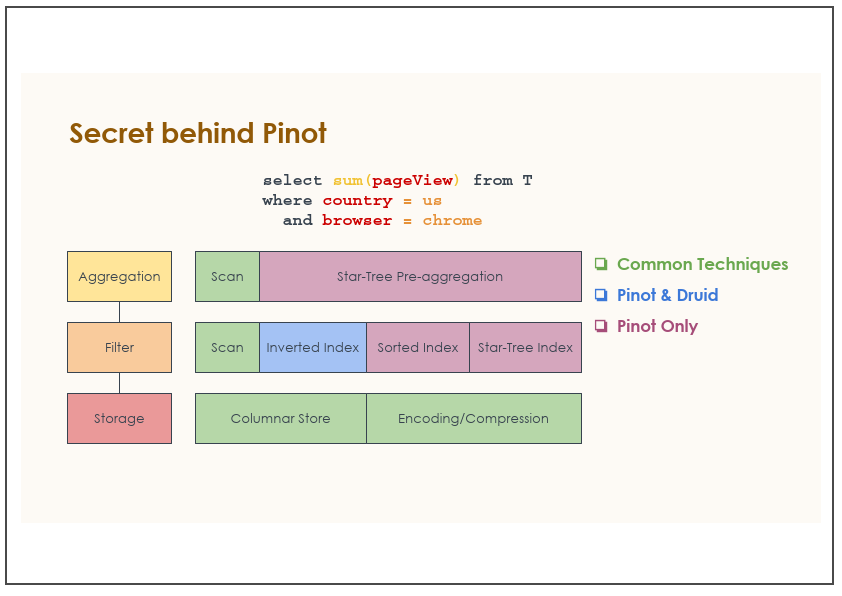 Secret behind Pinot
select sum(pageView) from T
where country = us
and browser = chrome
Aggregation
Scan
Star-Tree Pre-aggregation
Common Techniques
Pinot & Druid
Pinot Only
Filter
Scan
Inverted Index
Sorted Index
Star-Tree Index
Storage
Columnar Store
Encoding/Compression